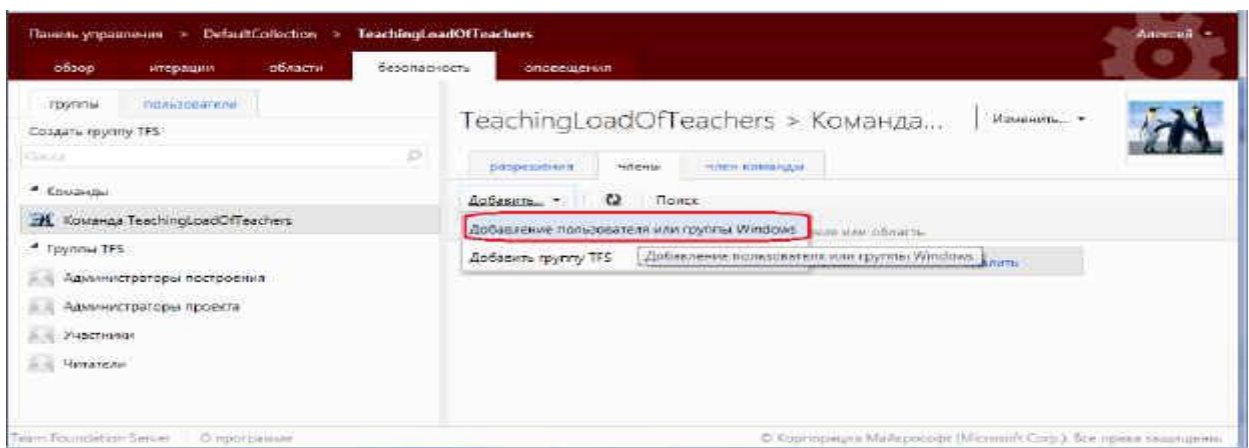 Панель управления > DefaultCollection > TeachingLoadOfTeachers
Алексей
обзор итерации области безопасность оповещения
группы пользователи
Создать группу TFS
Поиск
Команды
Команда TeachingLoadOfTeachers
Группы TFS
Администраторы построения
Администраторы проекта
Участники
Читатели
TeachingLoadOfTeachers > Команда...
Изменить...
разрешения члены член команды
Добавить... Поиск
Добавление пользователя или группы Windows
или область
Добавить группу TFS
Добавление пользователя или группы Windows
Team Foundation Server О программе
© Корпорация Майкрософт (Microsoft Corp.). Все права защищены.